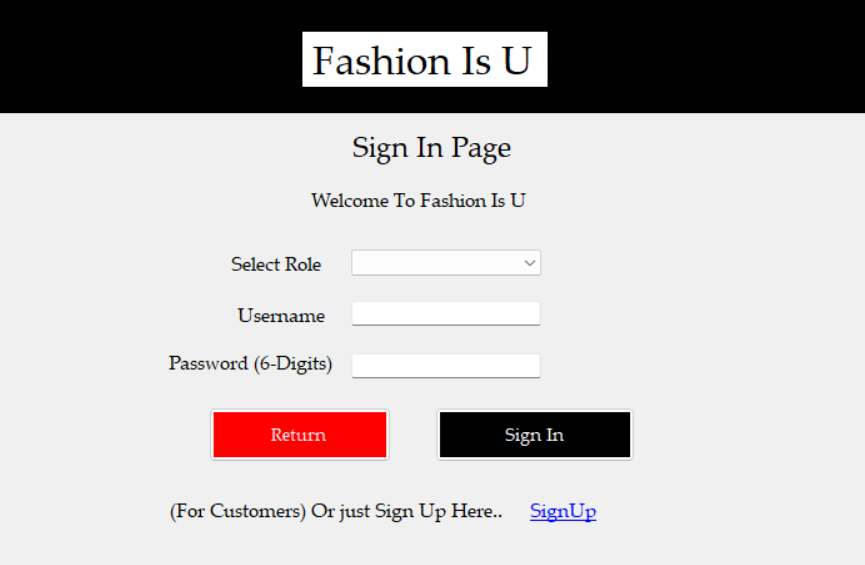 Fashion Is U
Sign In Page
Welcome To Fashion Is U
Select Role
Username
Password (6-Digits)
Return Sign In
(For Customers) Or just Sign Up Here.. SignUp